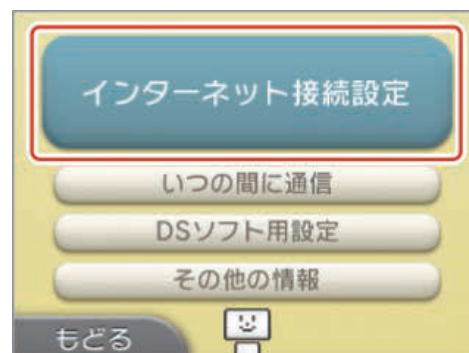 インターネット接続設定
いつの間に通信
DSソフト用設定
その他の情報
もどる